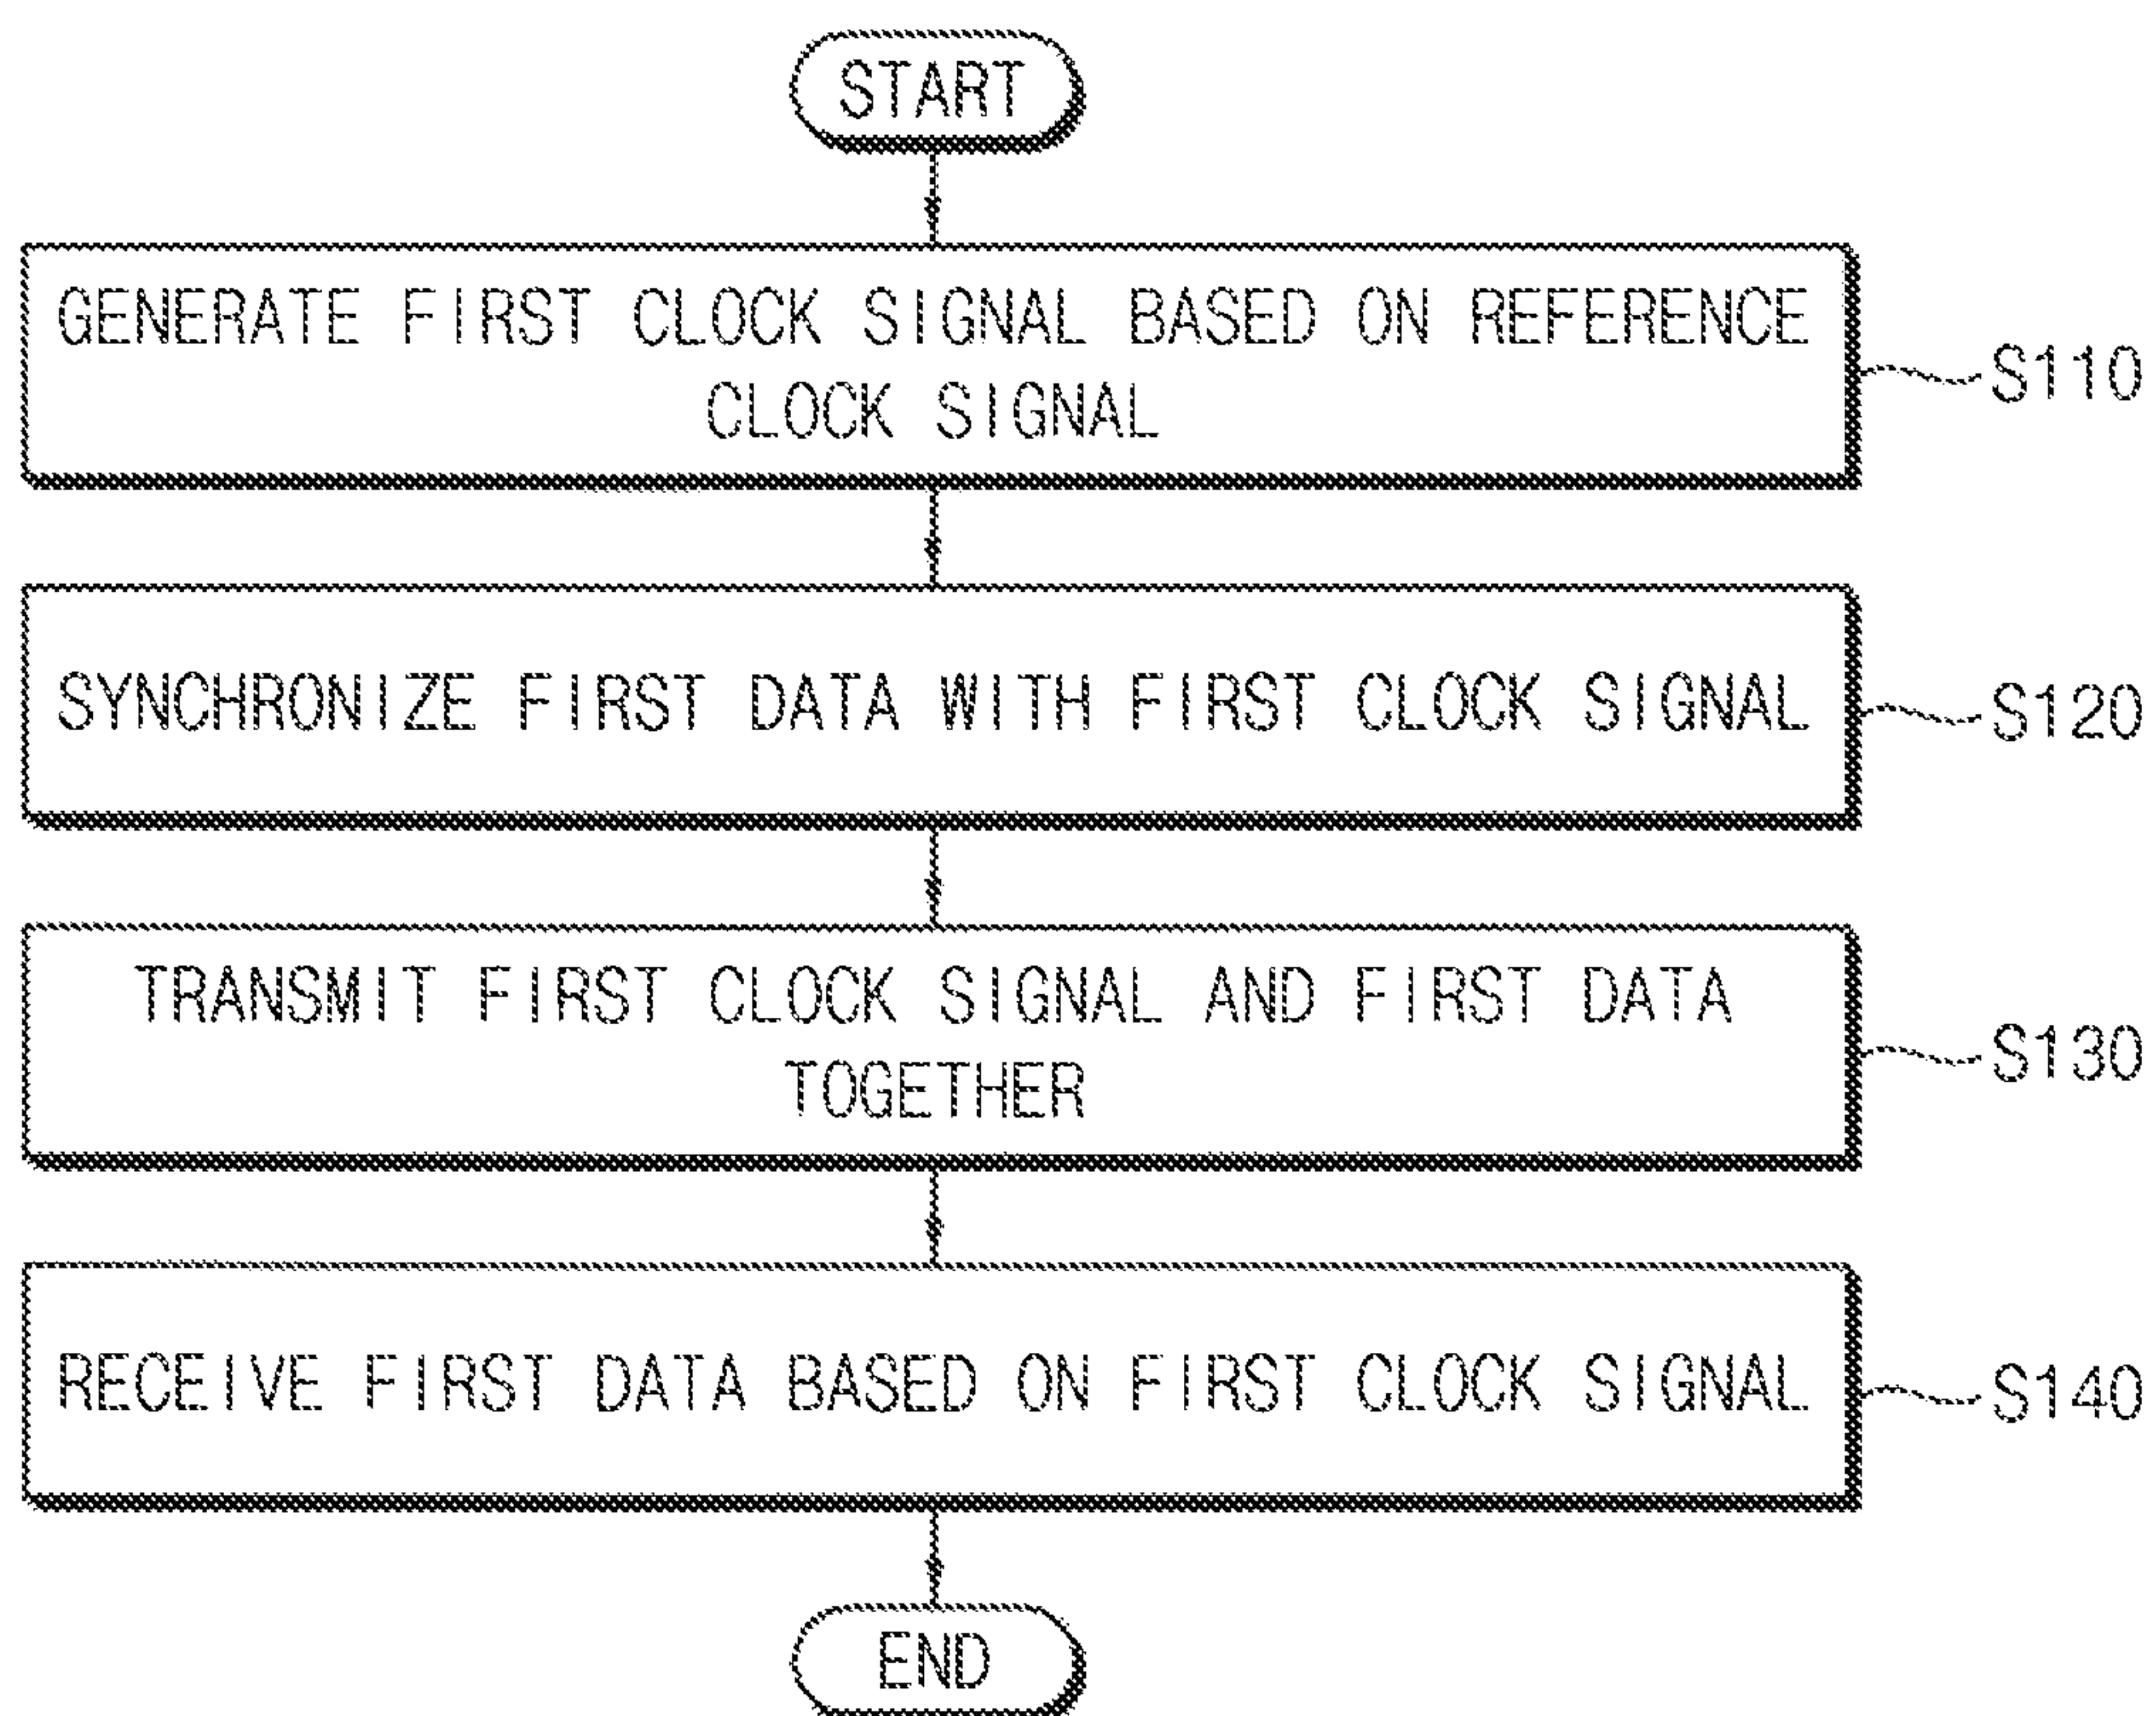 START
GENERATE FIRST CLOCK SIGNAL BASED ON REFERENCE
CLOCK SIGNAL
S110
SYNCHRONIZE FIRST DATA WITH FIRST CLOCK SIGNAL
S120
TRANSMIT FIRST CLOCK SIGNAL AND FIRST DATA
TOGETHER
S130
RECEIVE FIRST DATA BASED ON FIRST CLOCK SIGNAL
S140
END